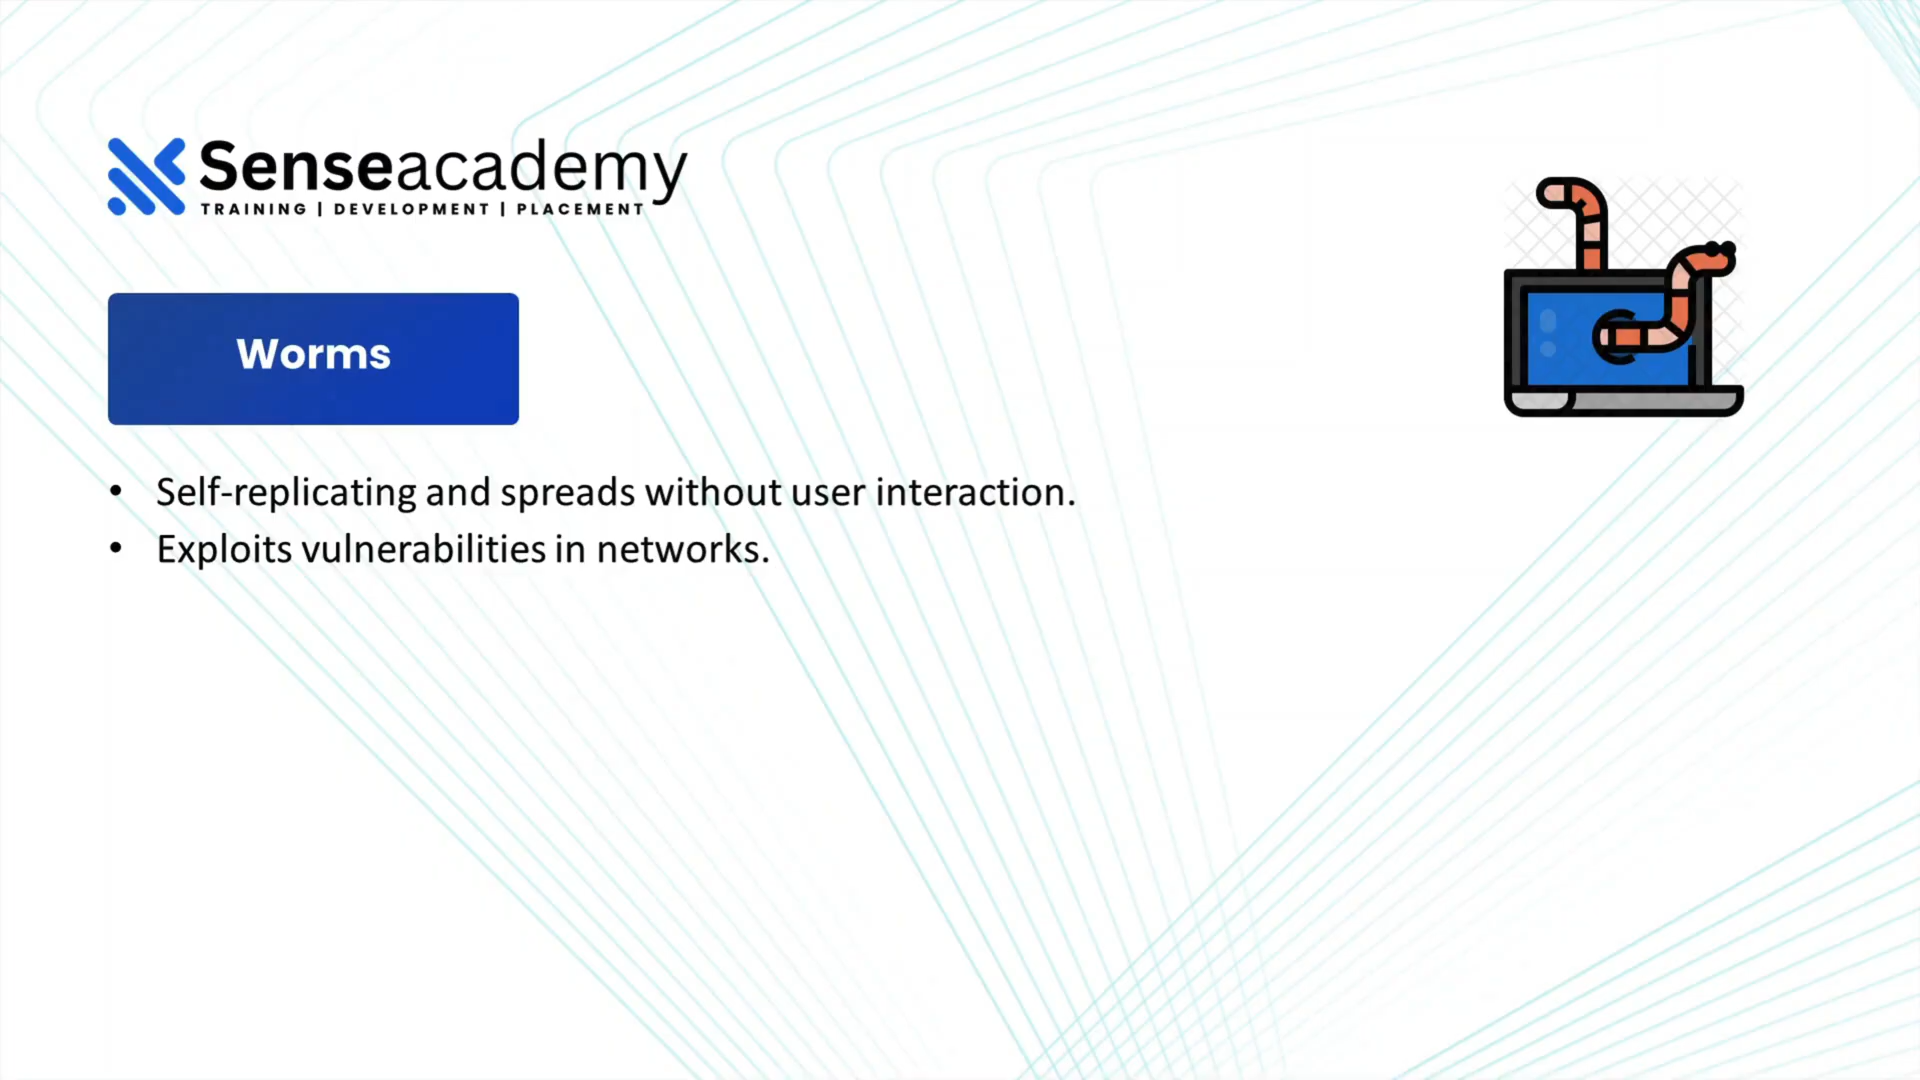 Senseacademy
TRAINING | DEVELOPMENT | PLACEMENT
Worms
• Self-replicating and spreads without user interaction.
• Exploits vulnerabilities in networks.